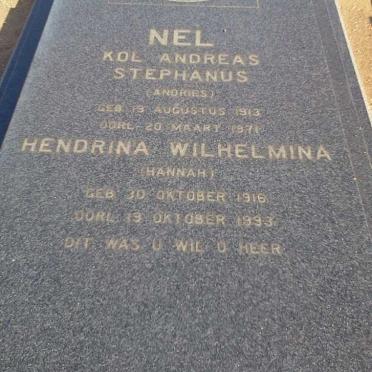 NEL
KOL ANDREAS
STEPHANUS
(ANDRIES)
GEB 19 AUGUSTUS 1913
OORL 20 MAART 1971
HENDRINA WILHELMINA
(HANNAH)
GEB 30 OKTOBER 1916
OORL 19 OKTOBER 1993
DIT WAS U WIL O HEER